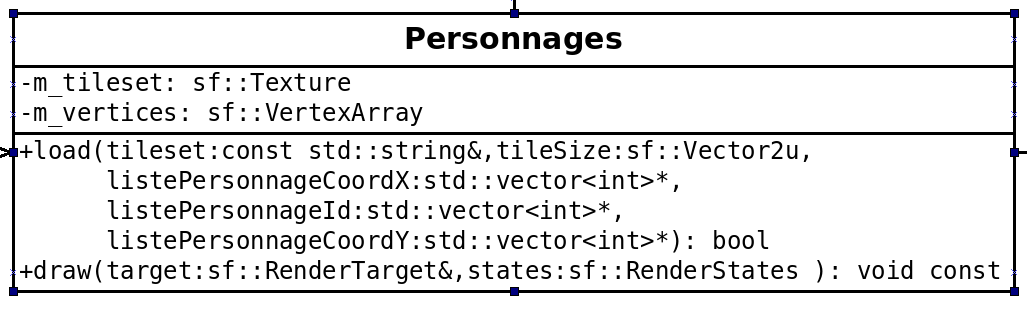 Personnages
-m_tileset: sf::Texture
-m_vertices: sf::VertexArray
+load(tileset:const std::string&,tileSize:sf::Vector2u,
listePersonnageCoordX:std::vector<int>*,
listePersonnageId:std::vector<int>*,
listePersonnageCoordY:std::vector<int>*): bool
+draw(target:sf::RenderTarget&,states:sf::RenderStates ): void const